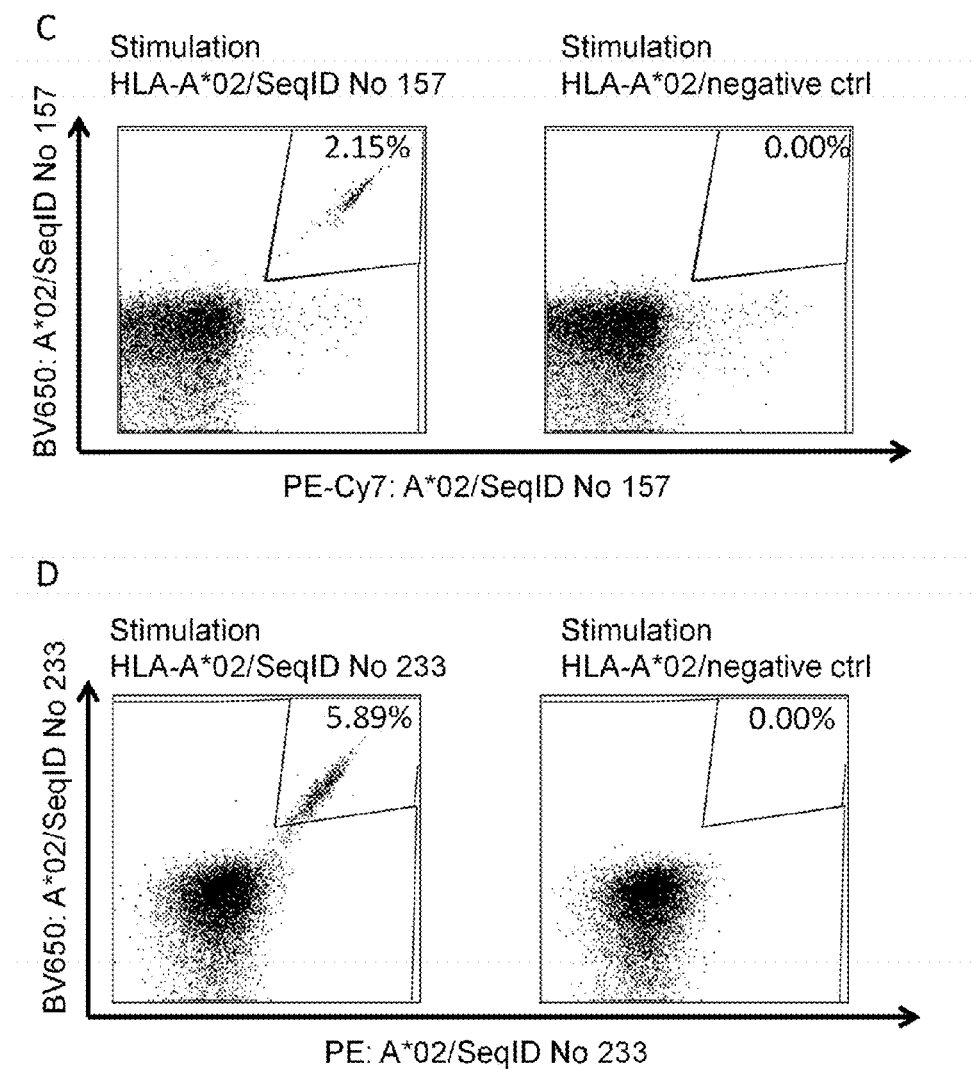 C
Stimulation
HLA-A*02/SeqID No 157
Stimulation
HLA-A*02/negative ctrl
BV650: A*02/SeqID No 157
2.15%
0.00%
PE-Cy7: A*02/SeqID No 157
D
Stimulation
HLA-A*02/SeqID No 233
Stimulation
HLA-A*02/negative ctrl
BV650: A*02/SeqID No 233
5.89%
0.00%
PE: A*02/SeqID No 233